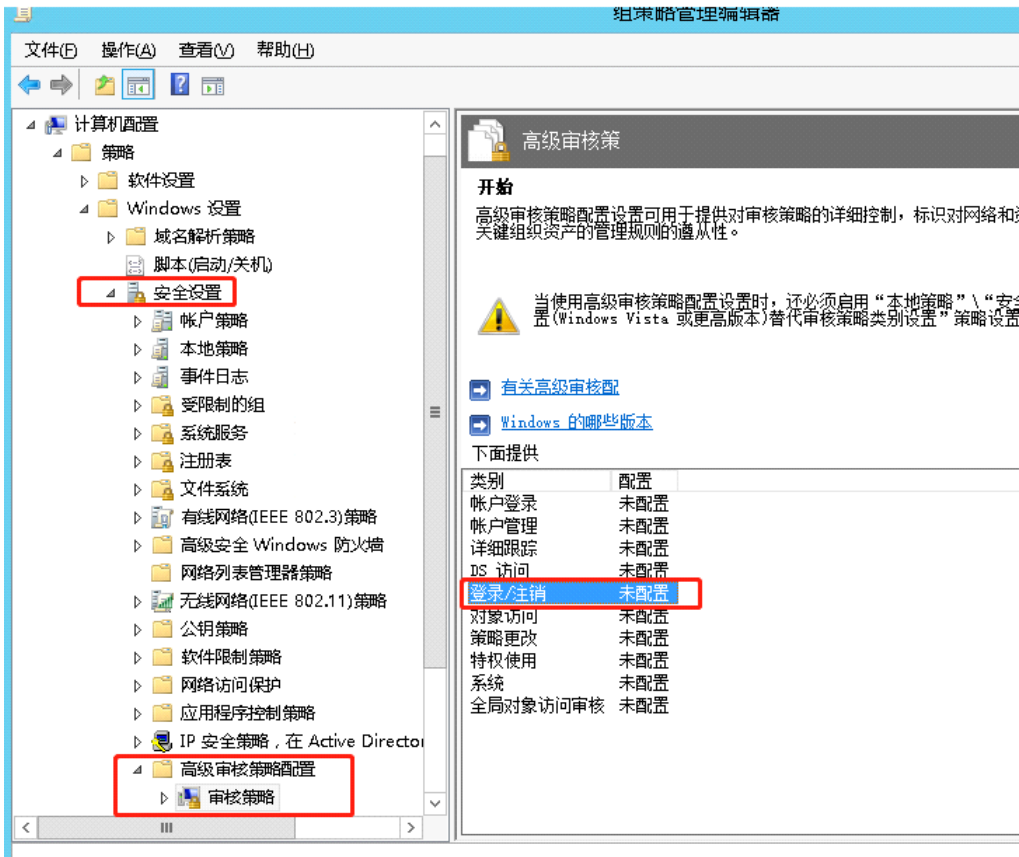 组策略管理编辑器
文件(F) 操作(A) 查看(V) 帮助(H)
计算机配置
策略
软件设置
Windows 设置
域名解析策略
脚本(启动/关机)
安全设置
帐户策略
本地策略
事件日志
受限制的组
系统服务
注册表
文件系统
有线网络(IEEE 802.3)策略
高级安全 Windows 防火墙
网络列表管理器策略
无线网络(IEEE 802.11)策略
公钥策略
软件限制策略
网络访问保护
应用程序控制策略
IP 安全策略，在 Active Director
高级审核策略配置
审核策略
高级审核策
开始
高级审核策略配置设置可用于提供对审核策略的详细控制，标识对网络和
关键组织资产的管理规则的遵从性。
当使用高级审核策略配置设置时，还必须启用“本地策略”\“安全
置(Windows Vista 或更高版本)替代审核策略类别设置”策略设置
有关高级审核配
Windows 的哪些版本
下面提供
类别 配置
帐户登录 未配置
帐户管理 未配置
详细跟踪 未配置
DS 访问 未配置
登录/注销 未配置
对象访问 未配置
策略更改 未配置
特权使用 未配置
系统 未配置
全局对象访问审核 未配置